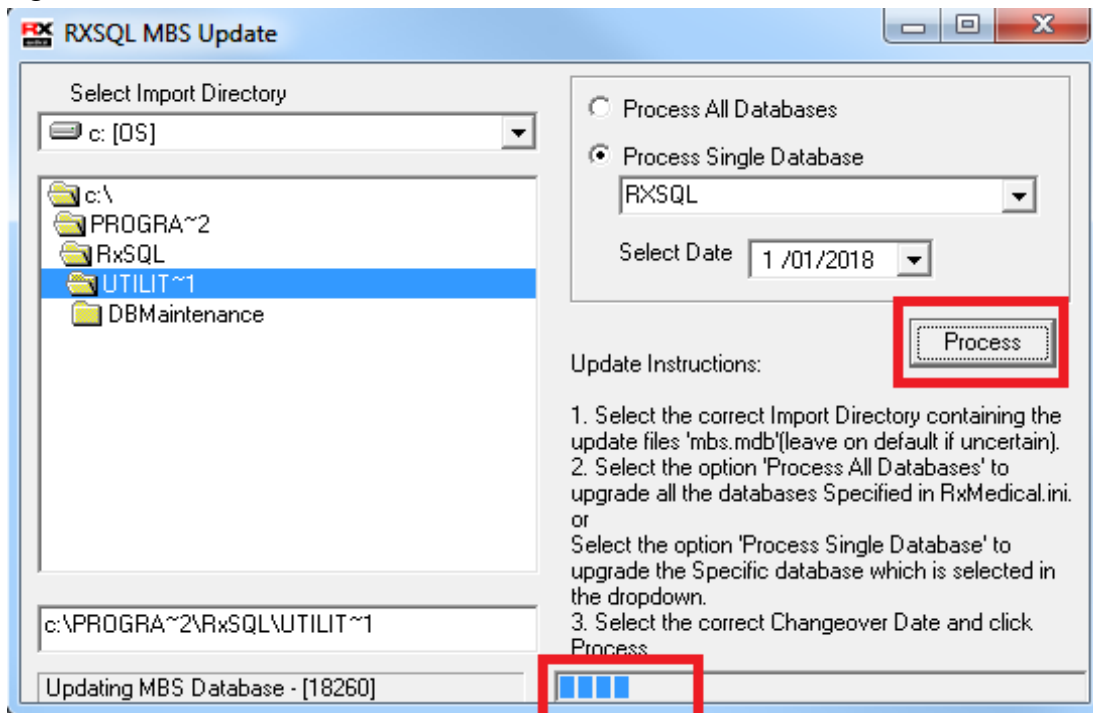 RX RXSQL MBS Update
Select Import Directory
c: [OS]
c:\
PROGRA~2
RxSQL
UTILIT~1
DBMaintenance
c:\PROGRA~2\RxSQL\UTILIT~1
Updating MBS Database - [18260]
Process All Databases
Process Single Database
RXSQL
Select Date 1 /01/2018
Process
Update Instructions:
1. Select the correct Import Directory containing the
update files 'mbs.mdb'(leave on default if uncertain).
2. Select the option 'Process All Databases' to
upgrade all the databases Specified in RxMedical.ini.
or
Select the option 'Process Single Database' to
upgrade the Specific database which is selected in
the dropdown.
3. Select the correct Changeover Date and click
Process